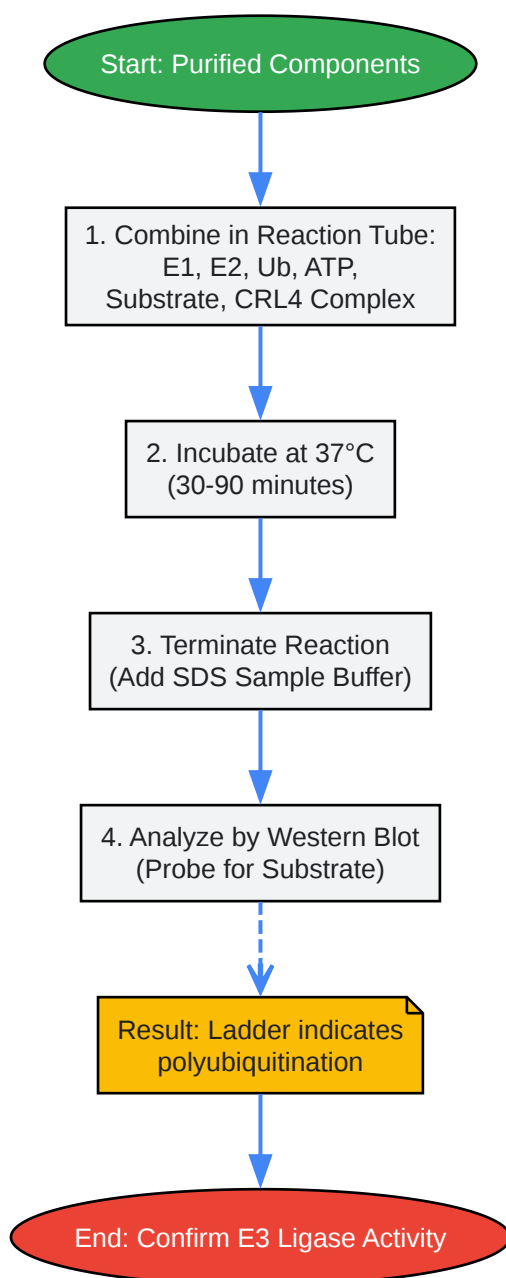 Start: Purified Components
1. Combine in Reaction Tube:
E1, E2, Ub, ATP,
Substrate, CRL4 Complex
2. Incubate at 37°C
(30-90 minutes)
3. Terminate Reaction
(Add SDS Sample Buffer)
4. Analyze by Western Blot
(Probe for Substrate)
Result: Ladder indicates
polyubiquitination
End: Confirm E3 Ligase Activity